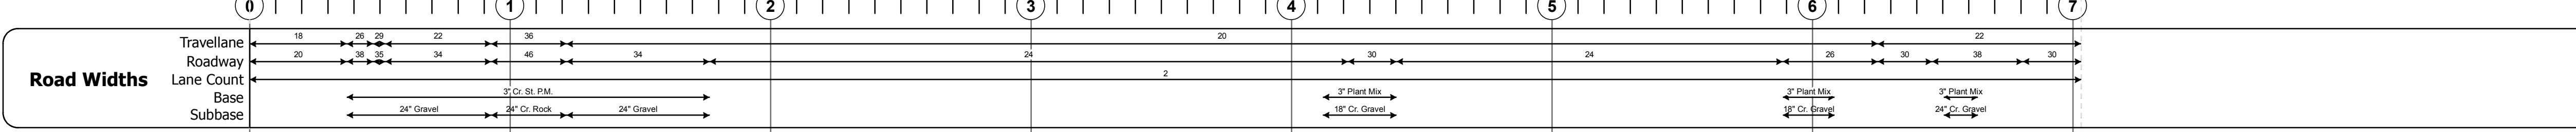 0 1 2 3 4 5 6 7
Road Widths
Travellane 18 26 29 22 36 20 22
Roadway 20 38 35 34 46 34 24 30 24 26 30 38 30
Lane Count 2
Base 3" Cr. St. P.M. 3" Plant Mix 3" Plant Mix 3" Plant Mix
Subbase 24" Gravel 24" Cr. Rock 24" Gravel 18" Cr. Gravel 18" Cr. Gravel 24" Cr. Gravel